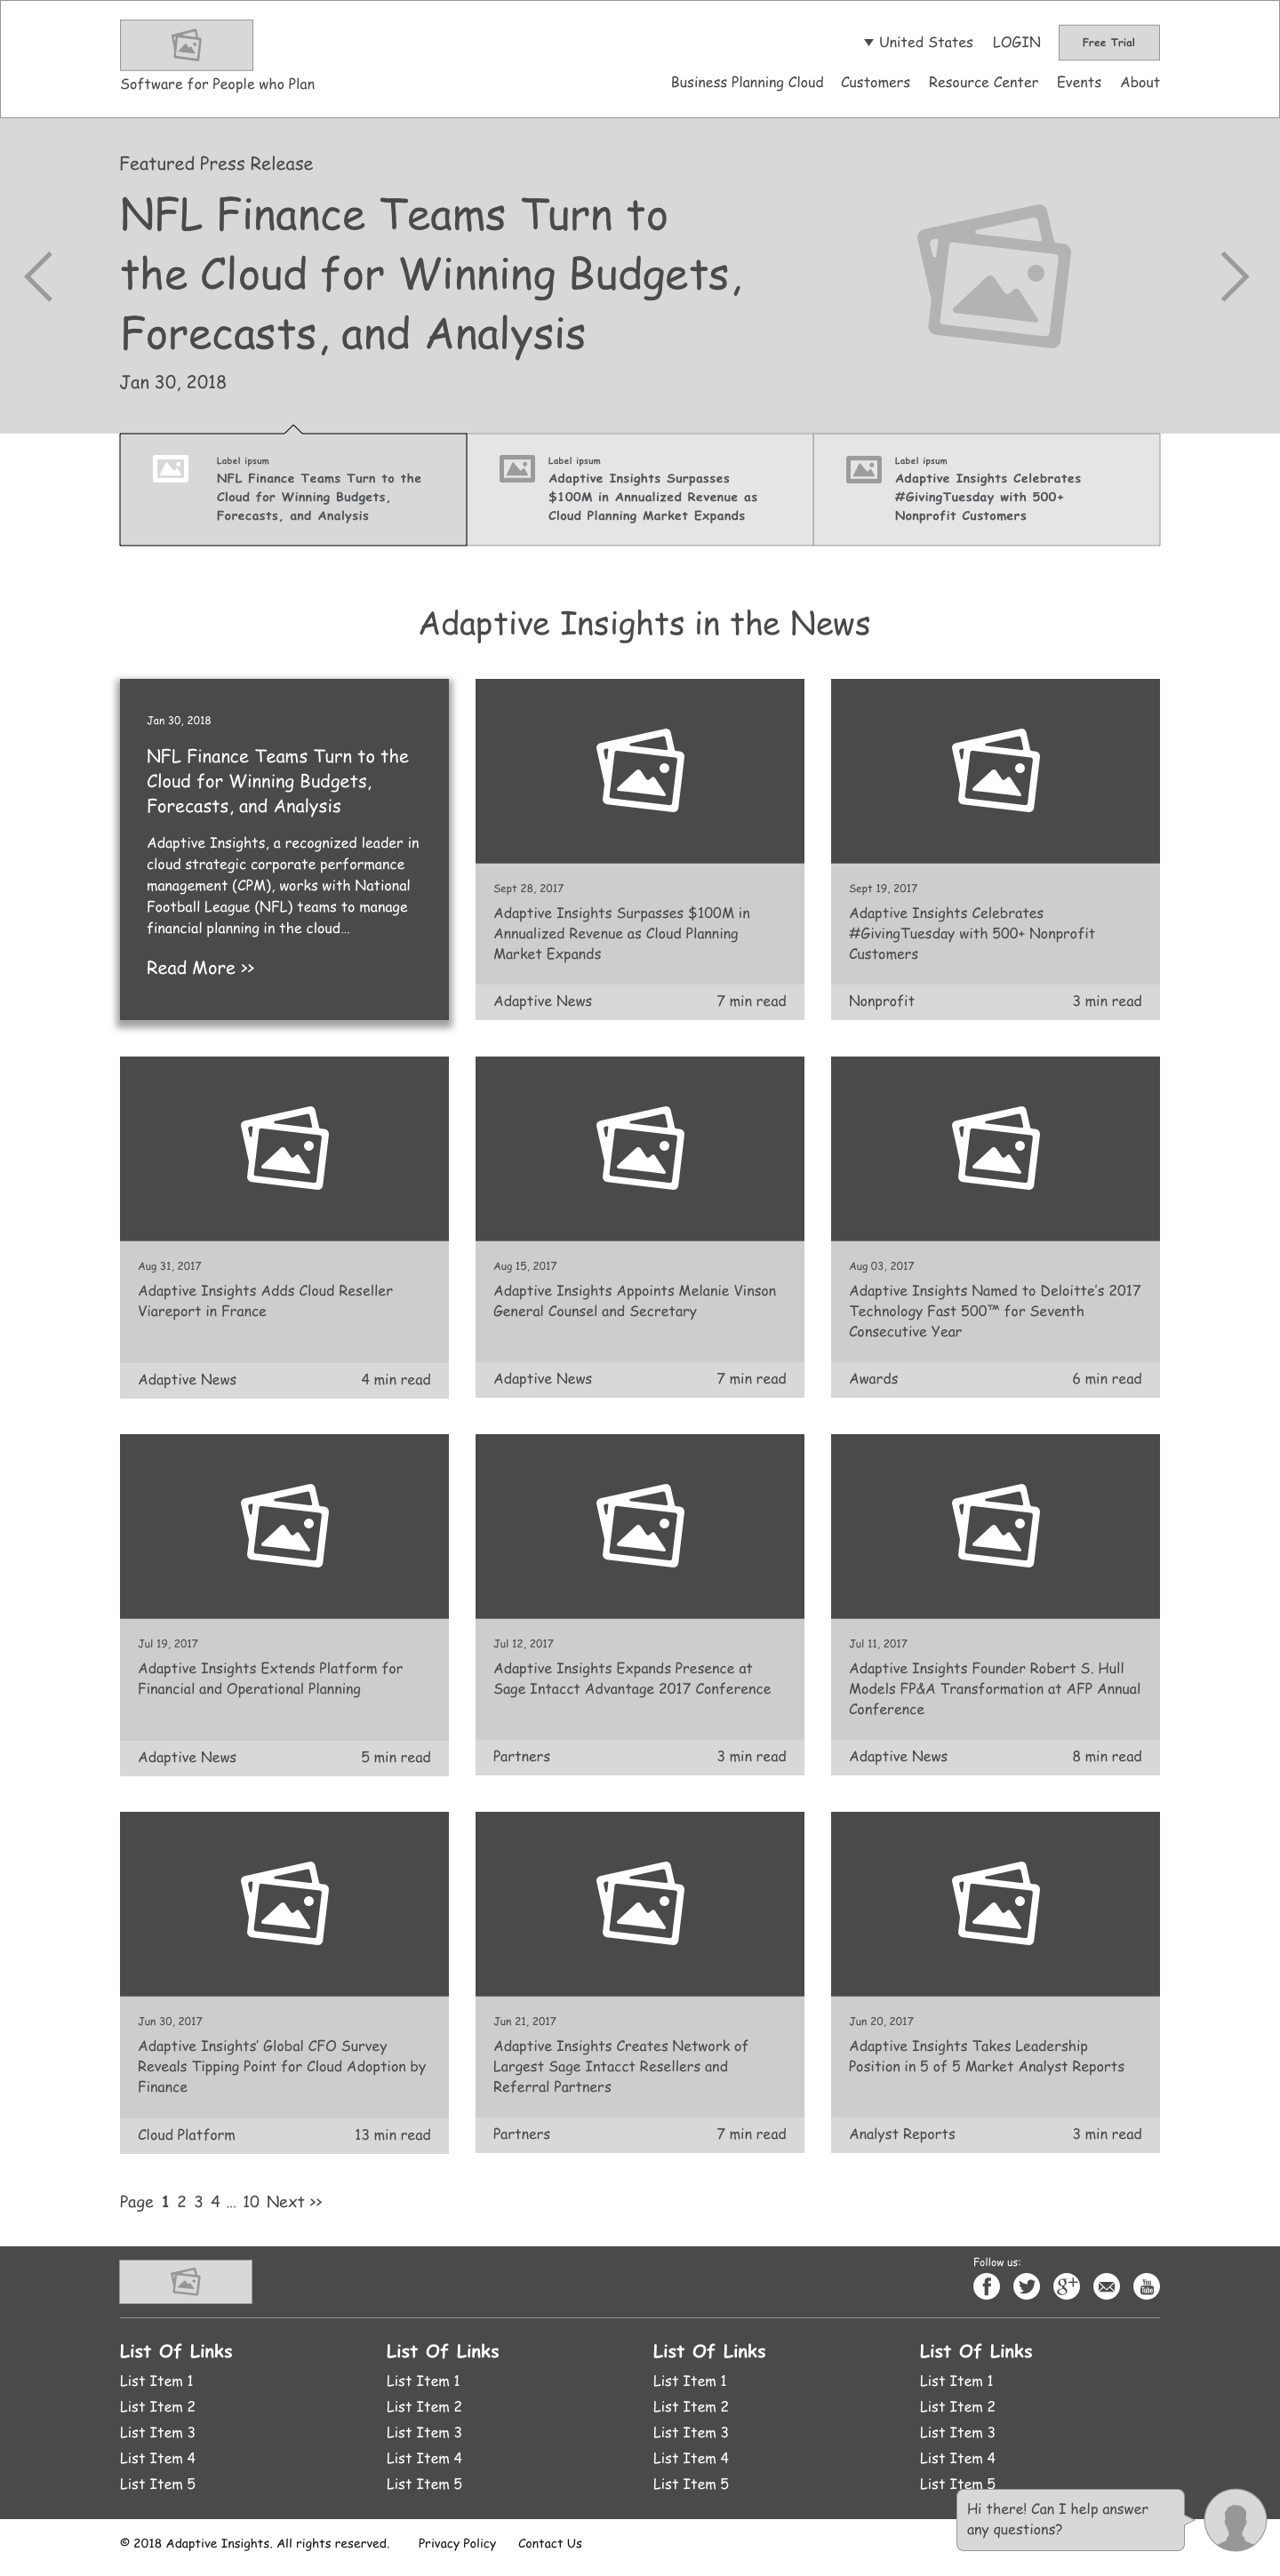 Software for People who Plan
▼ United States LOGIN Free Trial
Business Planning Cloud Customers Resource Center Events About
Featured Press Release
NFL Finance Teams Turn to
the Cloud for Winning Budgets,
Forecasts, and Analysis
Jan 30, 2018
Label ipsum
NFL Finance Teams Turn to the
Cloud for Winning Budgets,
Forecasts, and Analysis
Label ipsum
Adaptive Insights Surpasses
$100M in Annualized Revenue as
Cloud Planning Market Expands
Label ipsum
Adaptive Insights Celebrates
#GivingTuesday with 500+
Nonprofit Customers
Adaptive Insights in the News
Jan 30, 2018
NFL Finance Teams Turn to the
Cloud for Winning Budgets,
Forecasts, and Analysis
Adaptive Insights, a recognized leader in
cloud strategic corporate performance
management (CPM), works with National
Football League (NFL) teams to manage
financial planning in the cloud...
Read More >>
Sept 28, 2017
Adaptive Insights Surpasses $100M in
Annualized Revenue as Cloud Planning
Market Expands
Adaptive News 7 min read
Sept 19, 2017
Adaptive Insights Celebrates
#GivingTuesday with 500+ Nonprofit
Customers
Nonprofit 3 min read
Aug 31, 2017
Adaptive Insights Adds Cloud Reseller
Viareport in France
Adaptive News 4 min read
Aug 15, 2017
Adaptive Insights Appoints Melanie Vinson
General Counsel and Secretary
Adaptive News 7 min read
Aug 03, 2017
Adaptive Insights Named to Deloitte's 2017
Technology Fast 500™ for Seventh
Consecutive Year
Awards 6 min read
Jul 19, 2017
Adaptive Insights Extends Platform for
Financial and Operational Planning
Adaptive News 5 min read
Jul 12, 2017
Adaptive Insights Expands Presence at
Sage Intacct Advantage 2017 Conference
Partners 3 min read
Jul 11, 2017
Adaptive Insights Founder Robert S. Hull
Models FP&A Transformation at AFP Annual
Conference
Adaptive News 8 min read
Jun 30, 2017
Adaptive Insights' Global CFO Survey
Reveals Tipping Point for Cloud Adoption by
Finance
Cloud Platform 13 min read
Jun 21, 2017
Adaptive Insights Creates Network of
Largest Sage Intacct Resellers and
Referral Partners
Partners 7 min read
Jun 20, 2017
Adaptive Insights Takes Leadership
Position in 5 of 5 Market Analyst Reports
Analyst Reports 3 min read
Page 1 2 3 4 ... 10 Next >>
Follow us:
f g+ You Tube
List Of Links
List Item 1
List Item 2
List Item 3
List Item 4
List Item 5
List Of Links
List Item 1
List Item 2
List Item 3
List Item 4
List Item 5
List Of Links
List Item 1
List Item 2
List Item 3
List Item 4
List Item 5
List Of Links
List Item 1
List Item 2
List Item 3
List Item 4
List Item 5
Hi there! Can I help answer
any questions?
© 2018 Adaptive Insights. All rights reserved. Privacy Policy Contact Us